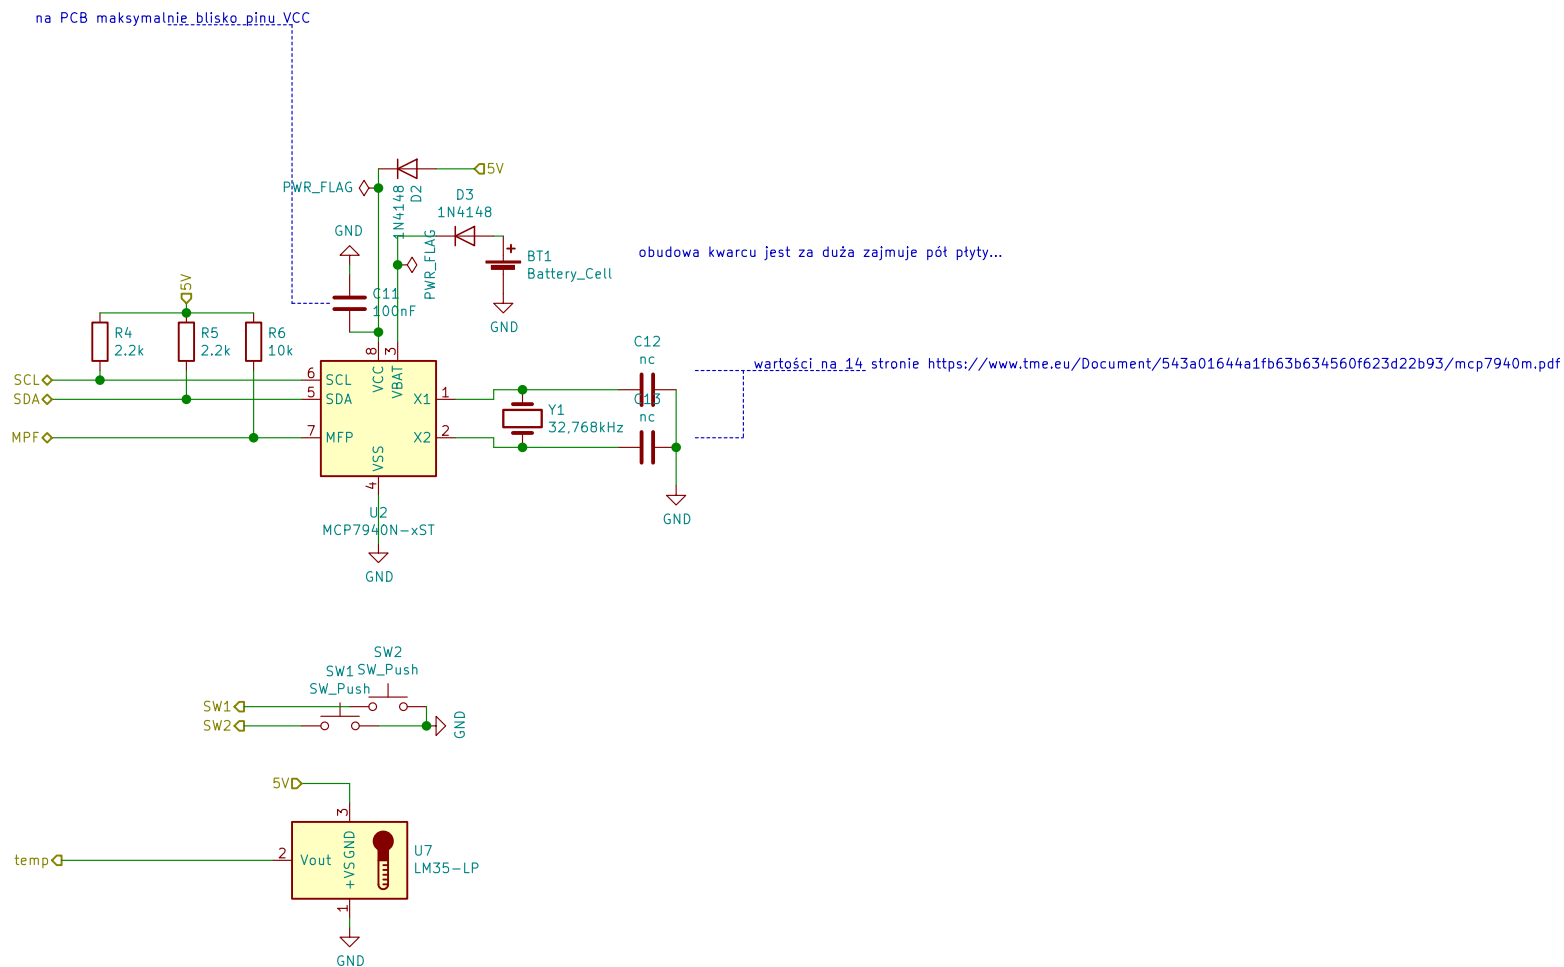 na PCB maksymalnie blisko pinu VCC
5V
PWR_FLAG
1N4148
D2
D3
1N4148
GND
PWR_FLAG
BT1
Battery_Cell
obudowa kwarcu jest za duża zajmuje pół płyty...
5V
C11
100nF
GND
R4
2.2k
R5
2.2k
R6
10k
8
3
C12
nc
wartości na 14 stronie https://www.tme.eu/Document/543a01644a1fb63b634560f623d22b93/mcp7940m.pdf
SCL
6
SCL
VCC
VBAT
SDA
5
SDA
X1
1
C13
nc
Y1
32,768kHz
MPF
7
MFP
X2
2
VSS
4
U2
MCP7940N-xST
GND
GND
SW2
SW_Push
SW1
SW_Push
SW1
SW2
GND
5V
3
temp
2
Vout
GND
+VS
U7
LM35-LP
1
GND